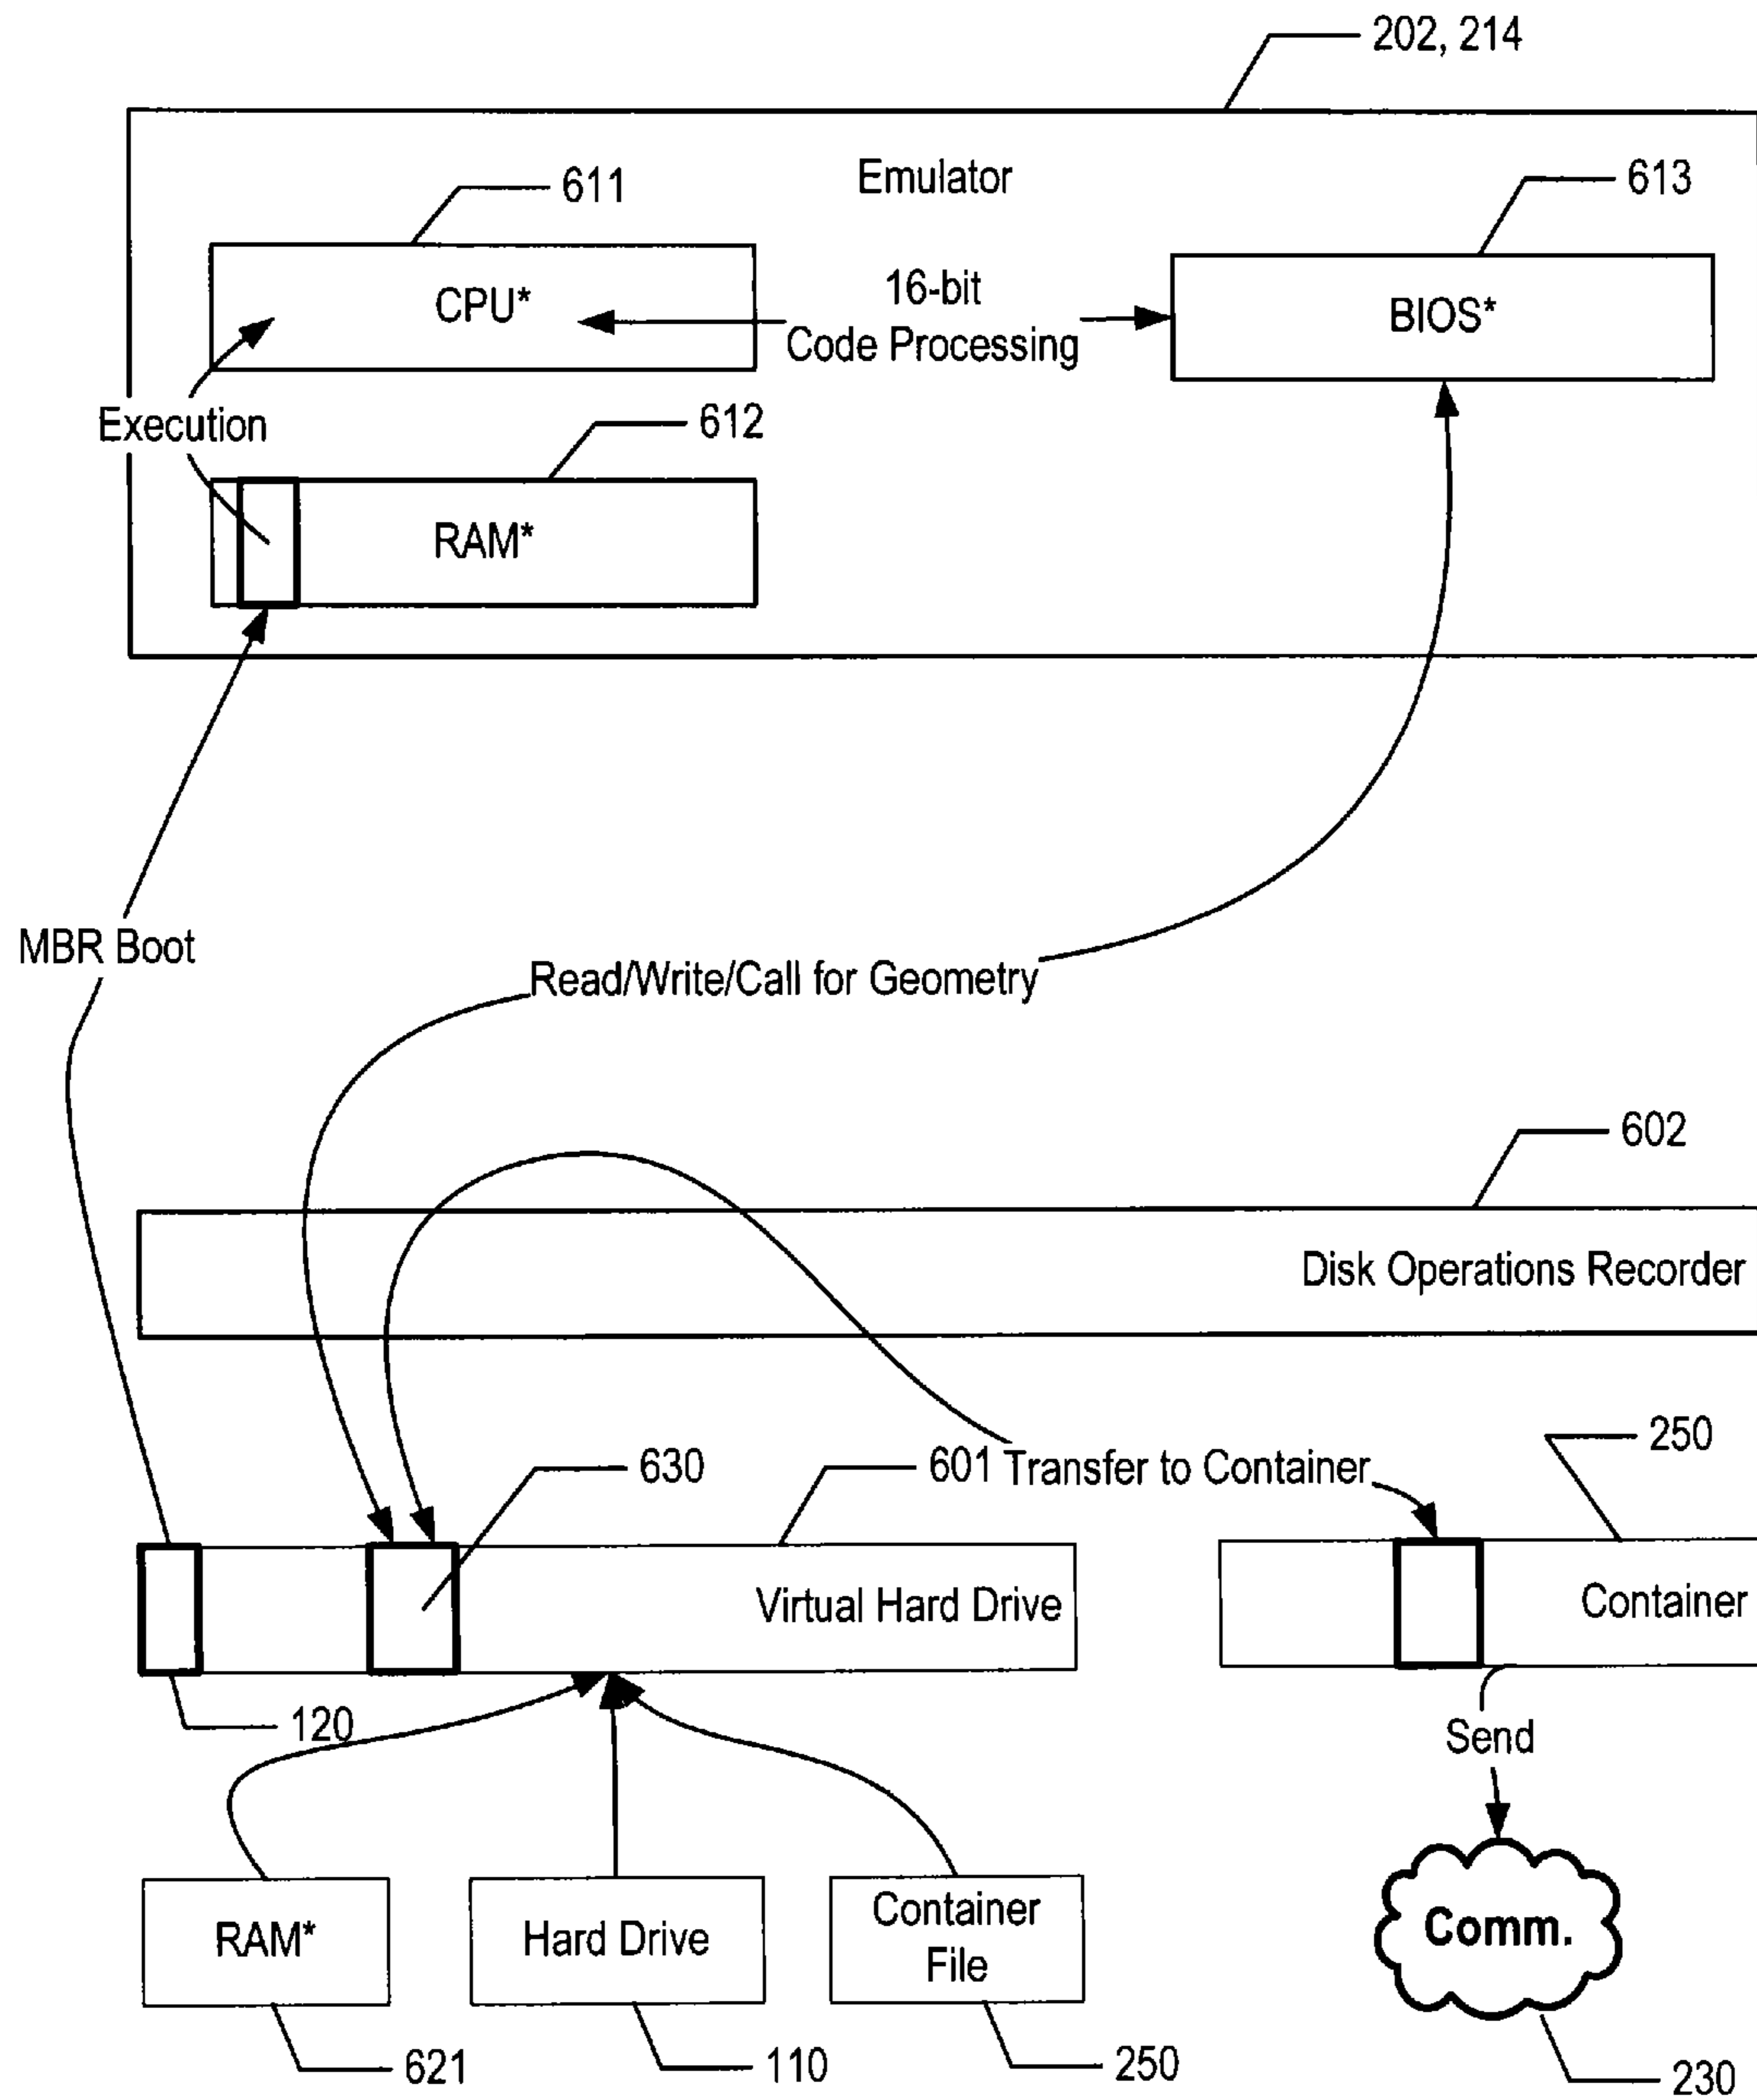 202, 214
Emulator
611
613
CPU*
16-bit
Code Processing
BIOS*
Execution
612
RAM*
MBR Boot
Read/Write/Call for Geometry
602
Disk Operations Recorder
250
630
601
Transfer to Container
Virtual Hard Drive
Container
120
Send
RAM*
Hard Drive
Container
File
Comm.
621
110
250
230